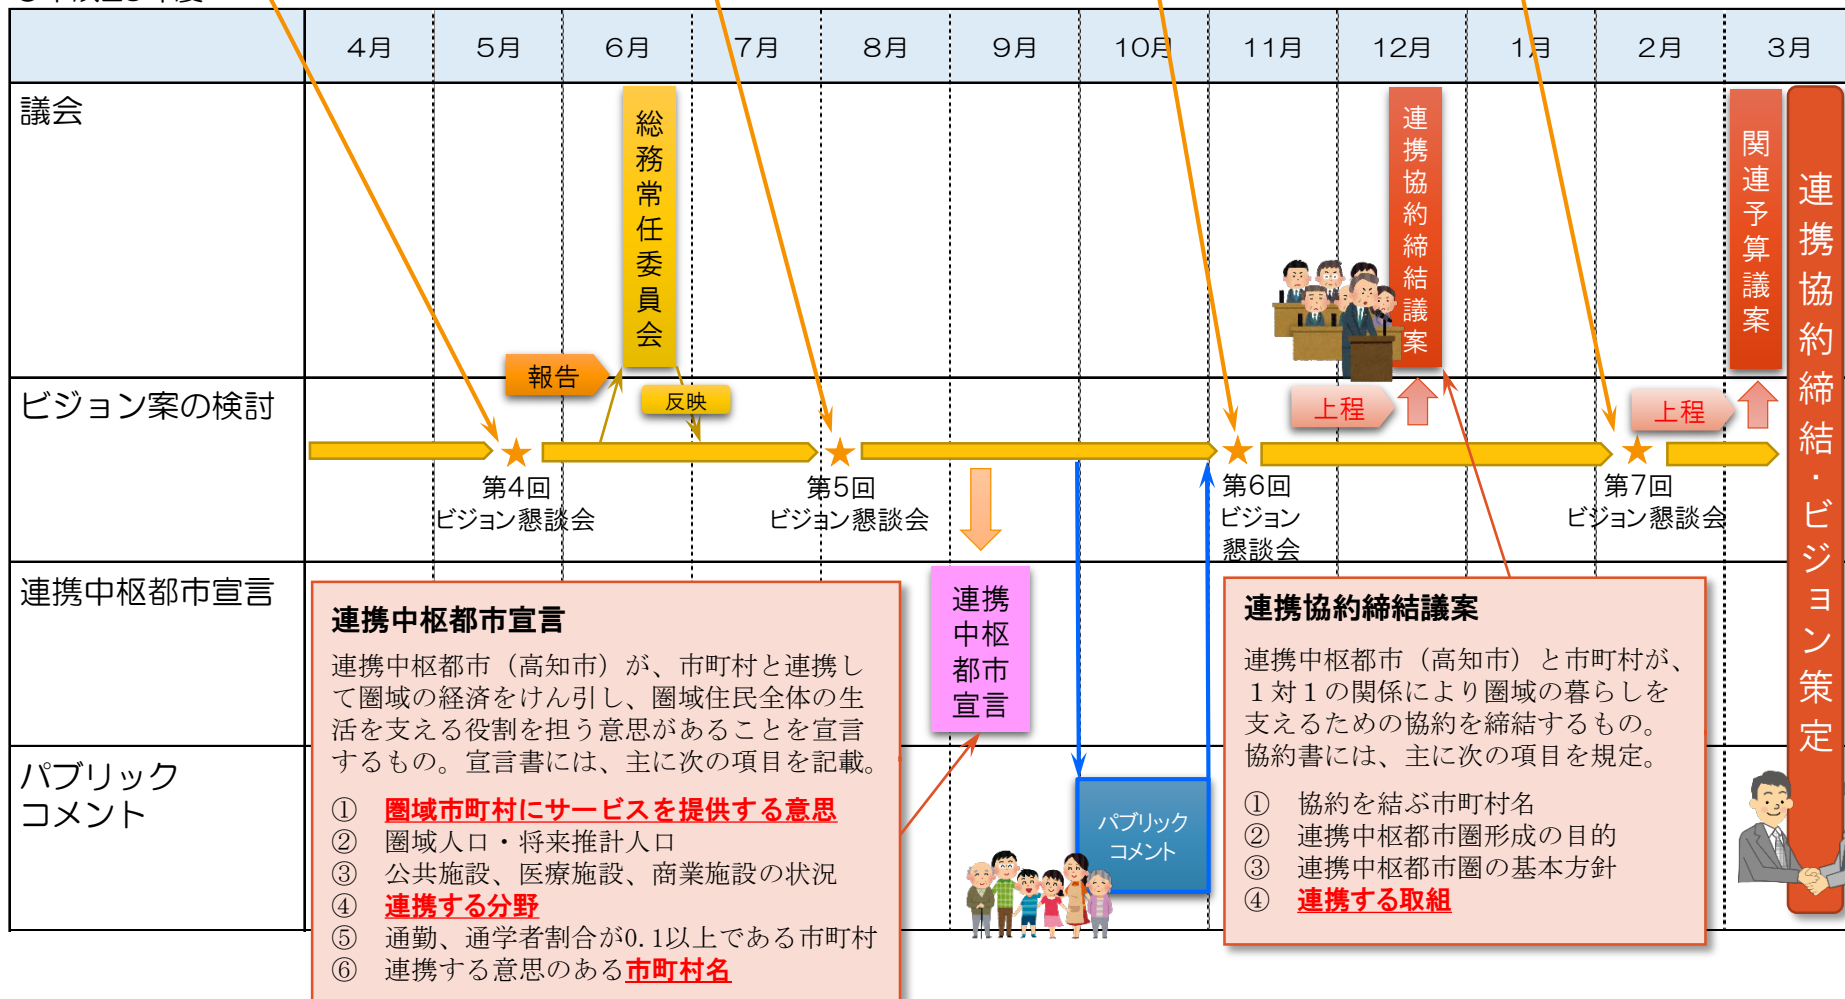 4月 5月 6月 7月 8月 9月 10月 11月 12月 1月 2月 3月
議会
総務常任委員会
連携協約締結議案
関連予算議案
連携協約締結・ビジョン策定
報告
反映
上程
上程
ビジョン案の検討
第4回
ビジョン懇談会
第5回
ビジョン懇談会
第6回
ビジョン
懇談会
第7回
ビジョン懇談会
連携中枢都市宣言
連携
中枢
都市
宣言
連携中枢都市宣言
連携中枢都市（高知市）が、市町村と連携し
て圏域の経済をけん引し、圏域住民全体の生
活を支える役割を担う意思があることを宣言
するもの。宣言書には、主に次の項目を記載。
① 圏域市町村にサービスを提供する意思
② 圏域人口・将来推計人口
③ 公共施設、医療施設、商業施設の状況
④ 連携する分野
⑤ 通勤、通学者割合が0.1以上である市町村
⑥ 連携する意思のある市町村名
連携協約締結議案
連携中枢都市（高知市）と市町村が、
１対１の関係により圏域の暮らしを
支えるための協約を締結するもの。
協約書には、主に次の項目を規定。
① 協約を結ぶ市町村名
② 連携中枢都市圏形成の目的
③ 連携中枢都市圏の基本方針
④ 連携する取組
パブリック
コメント
パブリック
コメント